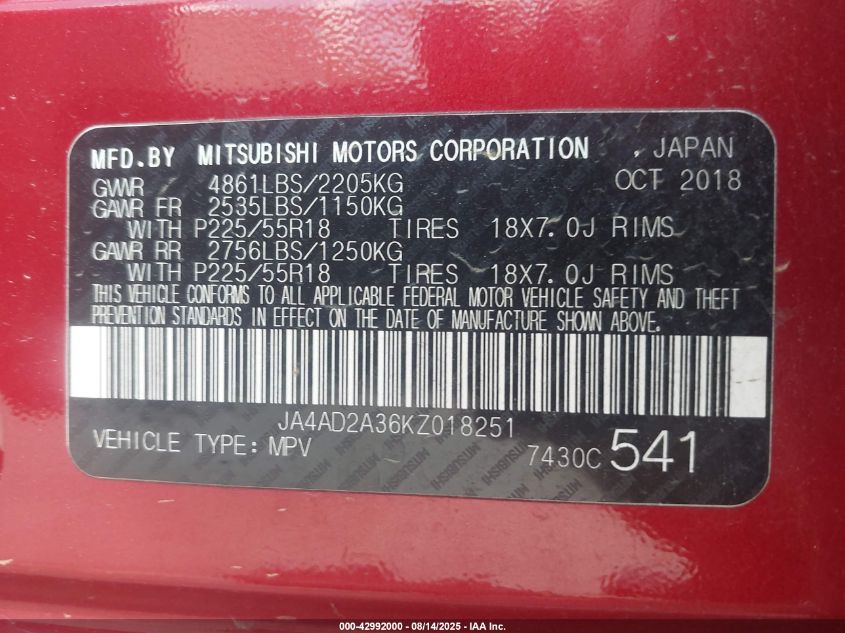 MFD.BY MITSUBISHI MOTORS CORPORATION , JAPAN
GVWR 4861LBS/2205KG OCT 2018
GAWR FR 2535LBS/1150KG
WITH P225/55R18 TIRES 18X7.0J RIMS
GAWR RR 2756LBS/1250KG
WITH P225/55R18 TIRES 18X7.0J RIMS
THIS VEHICLE CONFORMS TO ALL APPLICABLE FEDERAL MOTOR VEHICLE SAFETY AND THEFT
PREVENTION STANDARDS IN EFFECT ON THE DATE OF MANUFACTURE SHOWN ABOVE.
JA4AD2A36KZ018251
VEHICLE TYPE: MPV 7430C 541
000-42992000 - 08/14/2025 - IAA Inc.